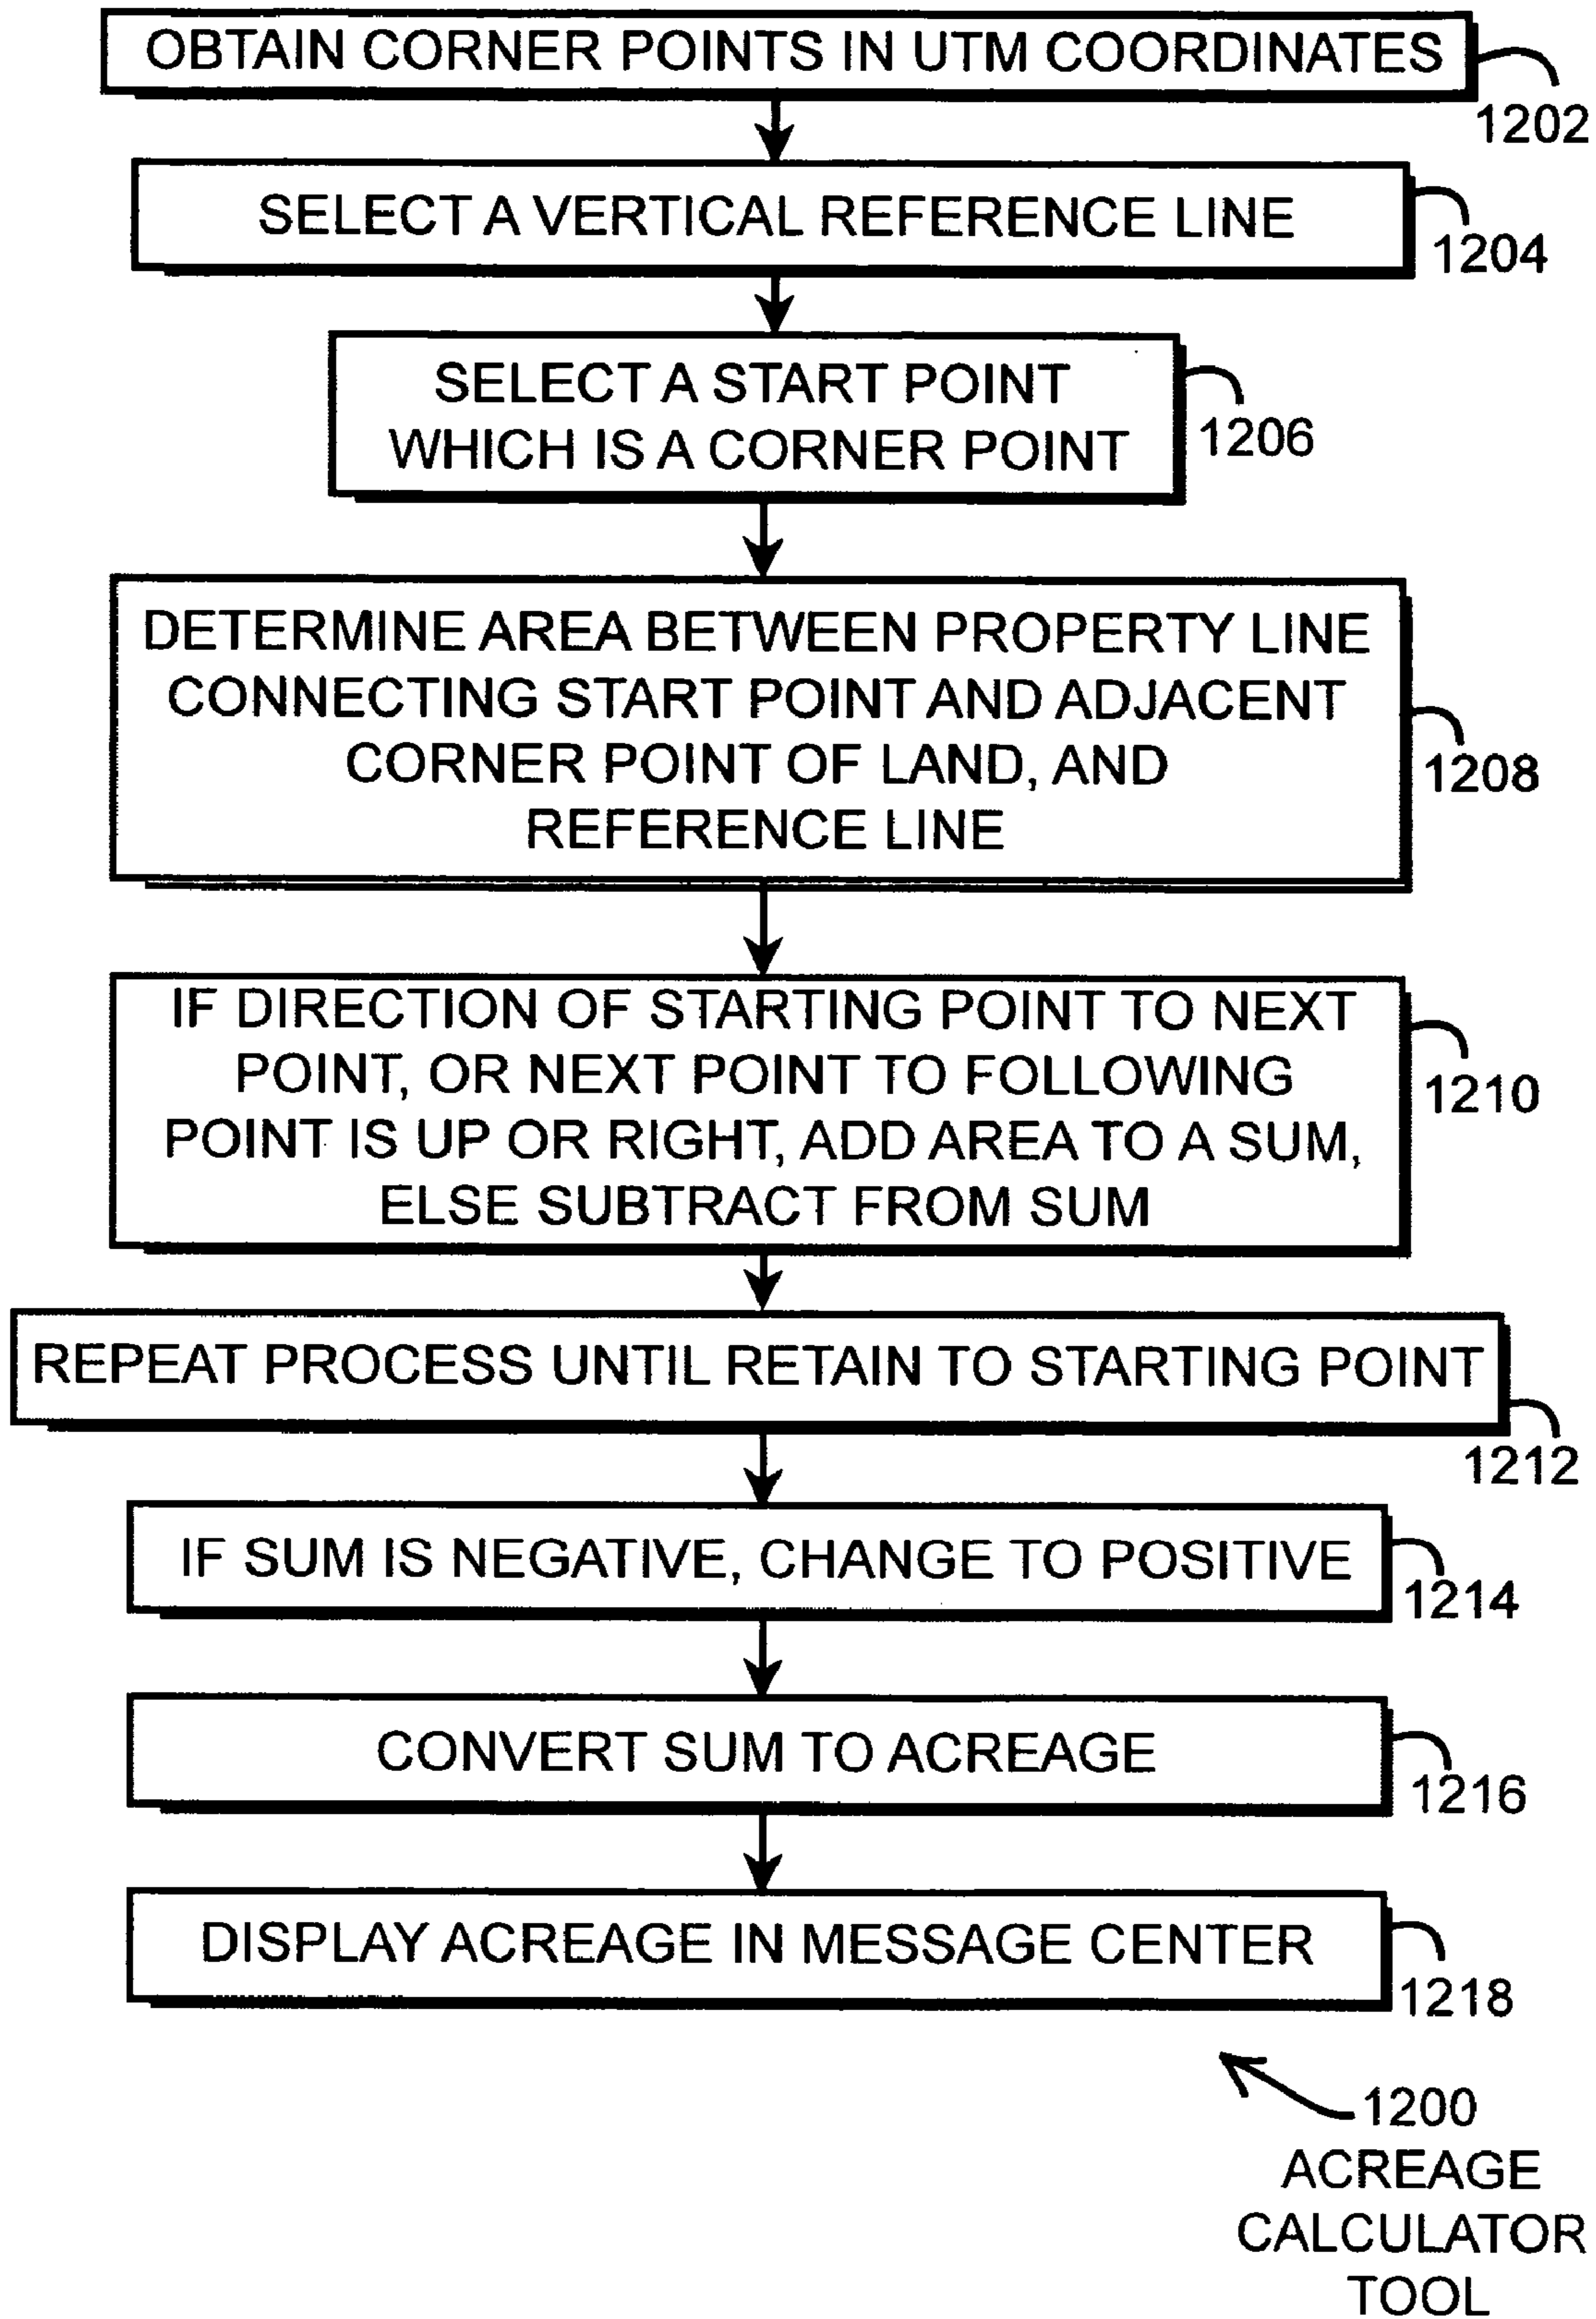 OBTAIN CORNER POINTS IN UTM COORDINATES
1202
SELECT A VERTICAL REFERENCE LINE
1204
SELECT A START POINT
WHICH IS A CORNER POINT
1206
DETERMINE AREA BETWEEN PROPERTY LINE
CONNECTING START POINT AND ADJACENT
CORNER POINT OF LAND, AND
REFERENCE LINE
1208
IF DIRECTION OF STARTING POINT TO NEXT
POINT, OR NEXT POINT TO FOLLOWING
POINT IS UP OR RIGHT, ADD AREA TO A SUM,
ELSE SUBTRACT FROM SUM
1210
REPEAT PROCESS UNTIL RETAIN TO STARTING POINT
1212
IF SUM IS NEGATIVE, CHANGE TO POSITIVE
1214
CONVERT SUM TO ACREAGE
1216
DISPLAY ACREAGE IN MESSAGE CENTER
1218
1200
ACREAGE
CALCULATOR
TOOL